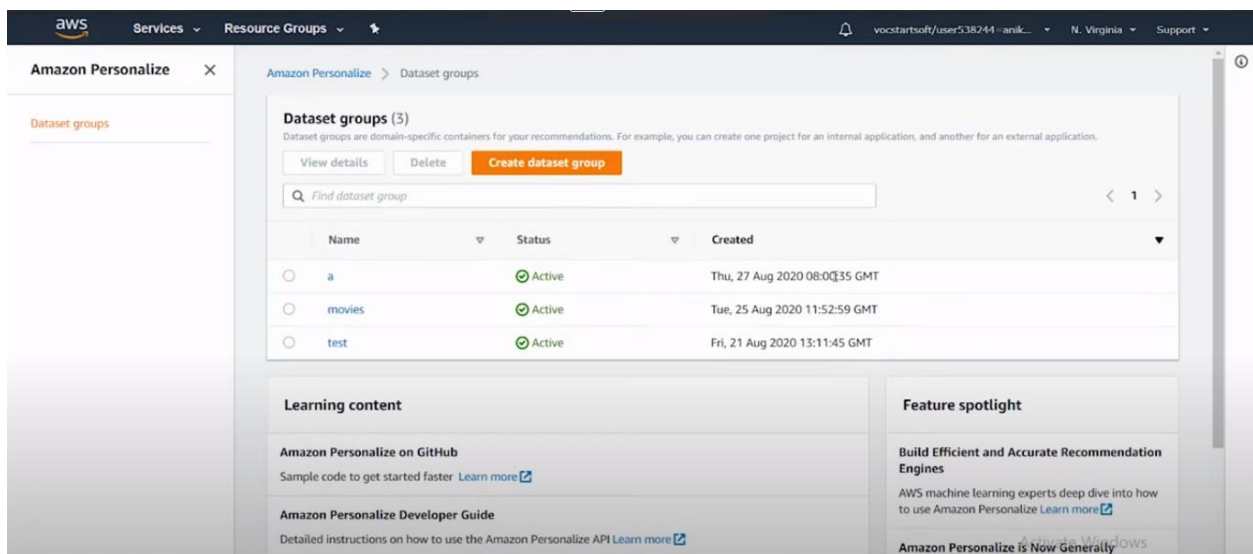 aws Services Resource Groups vocstartsoft/user538244=anik... N. Virginia Support
Amazon Personalize
Dataset groups
Amazon Personalize > Dataset groups
Dataset groups (3)
Dataset groups are domain-specific containers for your recommendations. For example, you can create one project for an internal application, and another for an external application.
View details Delete Create dataset group
Find dataset group
< 1 >
Name Status Created
a Active Thu, 27 Aug 2020 08:00:35 GMT
movies Active Tue, 25 Aug 2020 11:52:59 GMT
test Active Fri, 21 Aug 2020 13:11:45 GMT
Learning content
Amazon Personalize on GitHub
Sample code to get started faster Learn more
Amazon Personalize Developer Guide
Detailed instructions on how to use the Amazon Personalize API Learn more
Feature spotlight
Build Efficient and Accurate Recommendation
Engines
AWS machine learning experts deep dive into how
to use Amazon Personalize Learn more
Amazon Personalize is Now Generally
Activate Windows